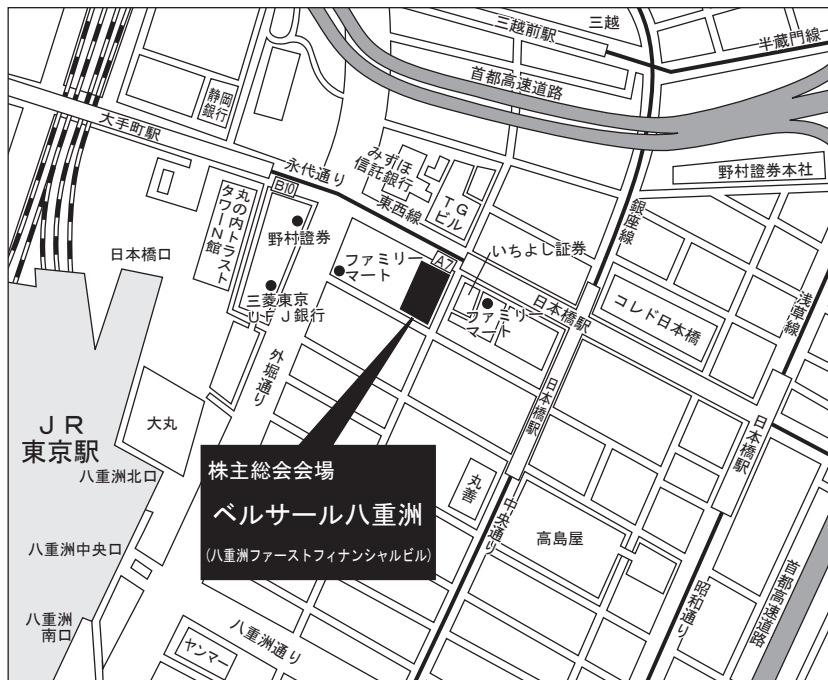 三越前駅
三越
半蔵門線
首都高速道路
静岡
銀行
大手町駅
永代通り
みずほ
信託銀行
東西線
TG
ビル
野村證券本社
銀座線
B10
丸の内トラスト
タワーN館
野村證券
日本橋口
ファミリー
マート
A7
いちよし証券
浅草線
三菱東京
UFJ銀行
ファミリー
マート
日本橋駅
コレド日本橋
外堀通り
日本橋駅
日本橋駅
JR
東京駅
大丸
八重洲北口
株主総会会場
ベルサール八重洲
(八重洲ファーストフィナンシャルビル)
丸善
中央通り
高島屋
八重洲中央口
八重洲
南口
八重洲通り
ヤンマー
昭和通り
首都高速道路